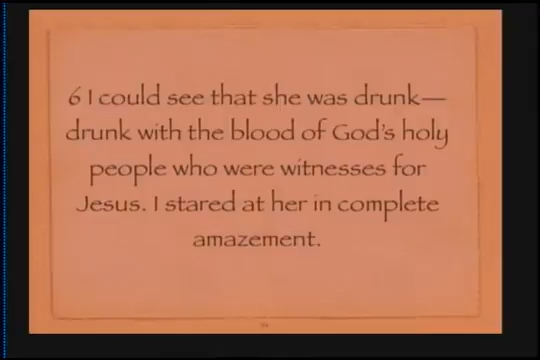 6 I could see that she was drunk—
drunk with the blood of God's holy
people who were witnesses for
Jesus. I stared at her in complete
amazement.